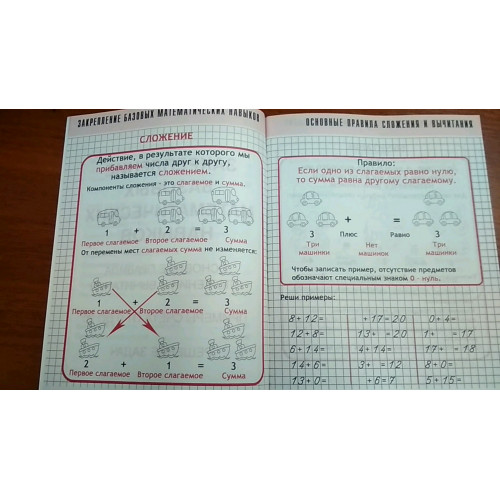 ЗАКРЕПЛЕНИЕ БАЗОВЫХ МАТЕМАТИЧЕСКИХ НАВЫКОВ
СЛОЖЕНИЕ
Действие, в результате которого мы
прибавляем числа друг к другу,
называется сложением.
Компоненты сложения - это слагаемое и сумма.
1 + 2 = 3
Первое слагаемое Второе слагаемое Сумма
От перемены мест слагаемых сумма не изменяется:
1 + 2 = 3
Первое слагаемое Второе слагаемое Сумма
2 + 1 = 3
Первое слагаемое Второе слагаемое Сумма
ОСНОВНЫЕ ПРАВИЛА СЛОЖЕНИЯ И ВЫЧИТАНИЯ
Правило:
Если одно из слагаемых равно нулю,
то сумма равна другому слагаемому.
+ =
3 Плюс Равно 3
Три Нет Три
машинки машинок машинки
Чтобы записать пример, отсутствие предметов
обозначают специальным знаком 0 - нуль.
Реши примеры:
8+12= +17=20 0+4=
12+8= 13+ =20 1+ =17
6+14= 4+14= 17+ =18
14+6= 3+ =12 8+0=
13+0= +6=7 5+15=